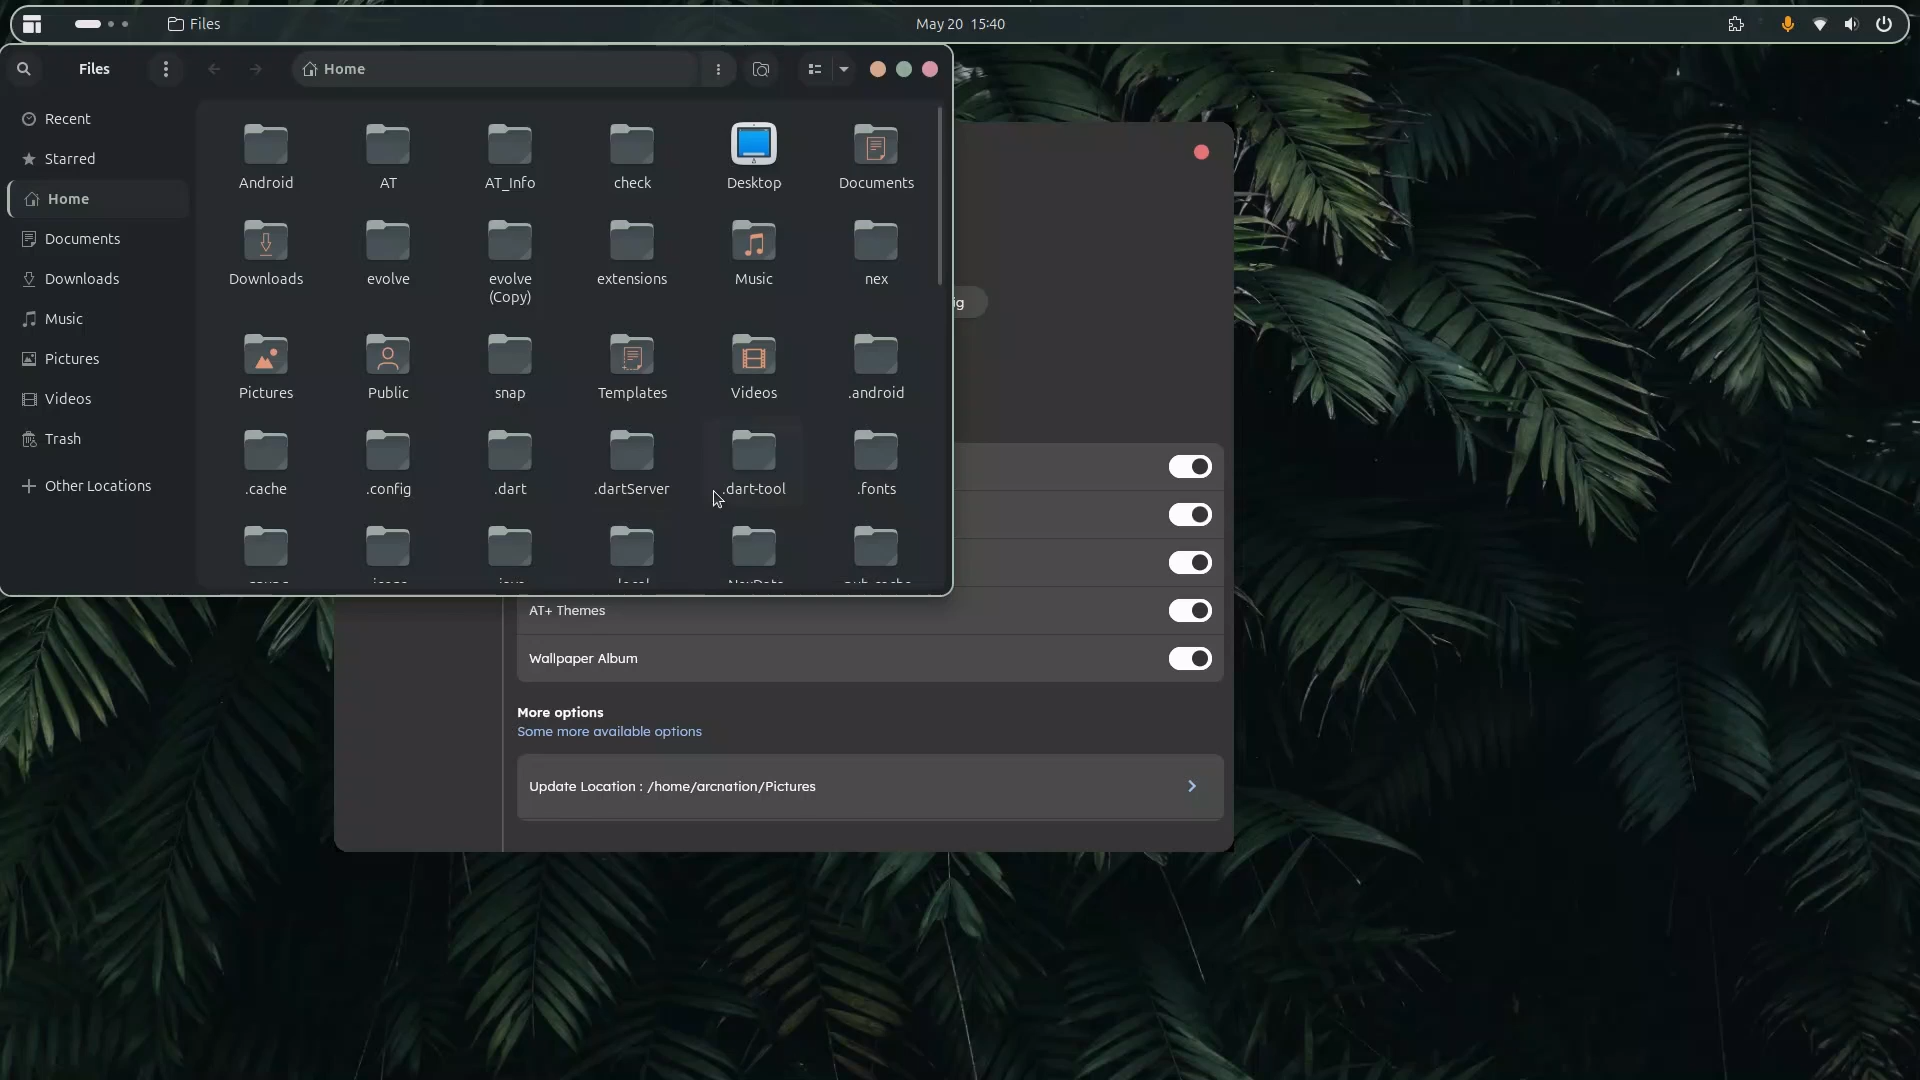 Files
May 20 15:40
Files
Home
Recent
Starred
Home
Documents
Downloads
Music
Pictures
Videos
Trash
Other Locations
Android
AT
AT_Info
check
Desktop
Documents
Downloads
evolve
evolve
(Copy)
extensions
Music
nex
Pictures
Public
snap
Templates
Videos
.android
.cache
.config
.dart
.dartServer
.dart-tool
.fonts
ig
AT+ Themes
Wallpaper Album
More options
Some more available options
Update Location : /home/arcnation/Pictures